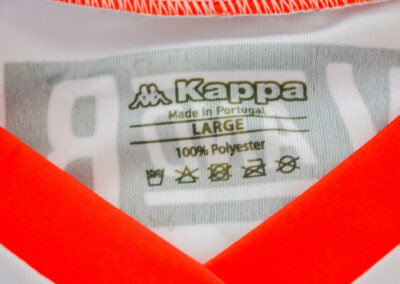 Kappa
Made in Portugal
LARGE
100% Polyester